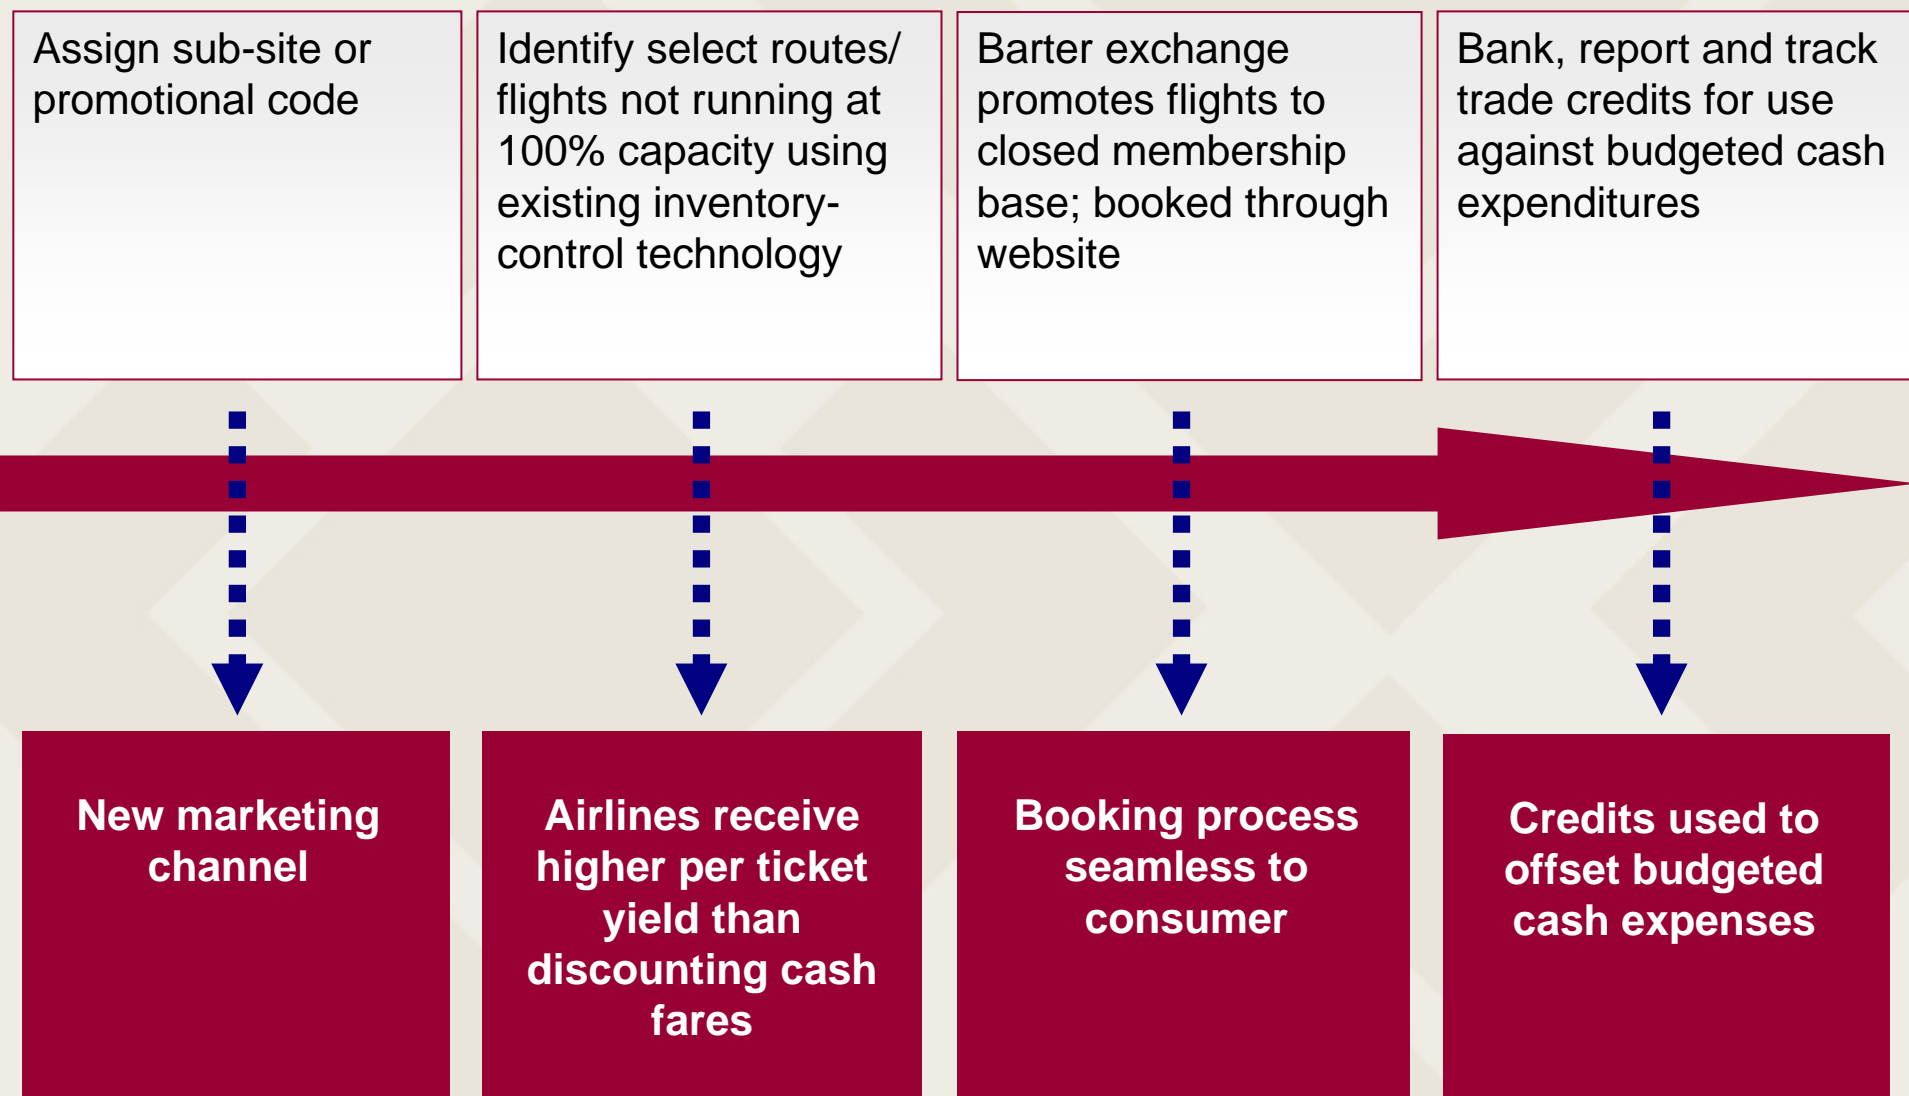 Assign sub-site or
promotional code
Identify select routes/
flights not running at
100% capacity using
existing inventory-
control technology
Barter exchange
promotes flights to
closed membership
base; booked through
website
Bank, report and track
trade credits for use
against budgeted cash
expenditures
New marketing
channel
Airlines receive
higher per ticket
yield than
discounting cash
fares
Booking process
seamless to
consumer
Credits used to
offset budgeted
cash expenses